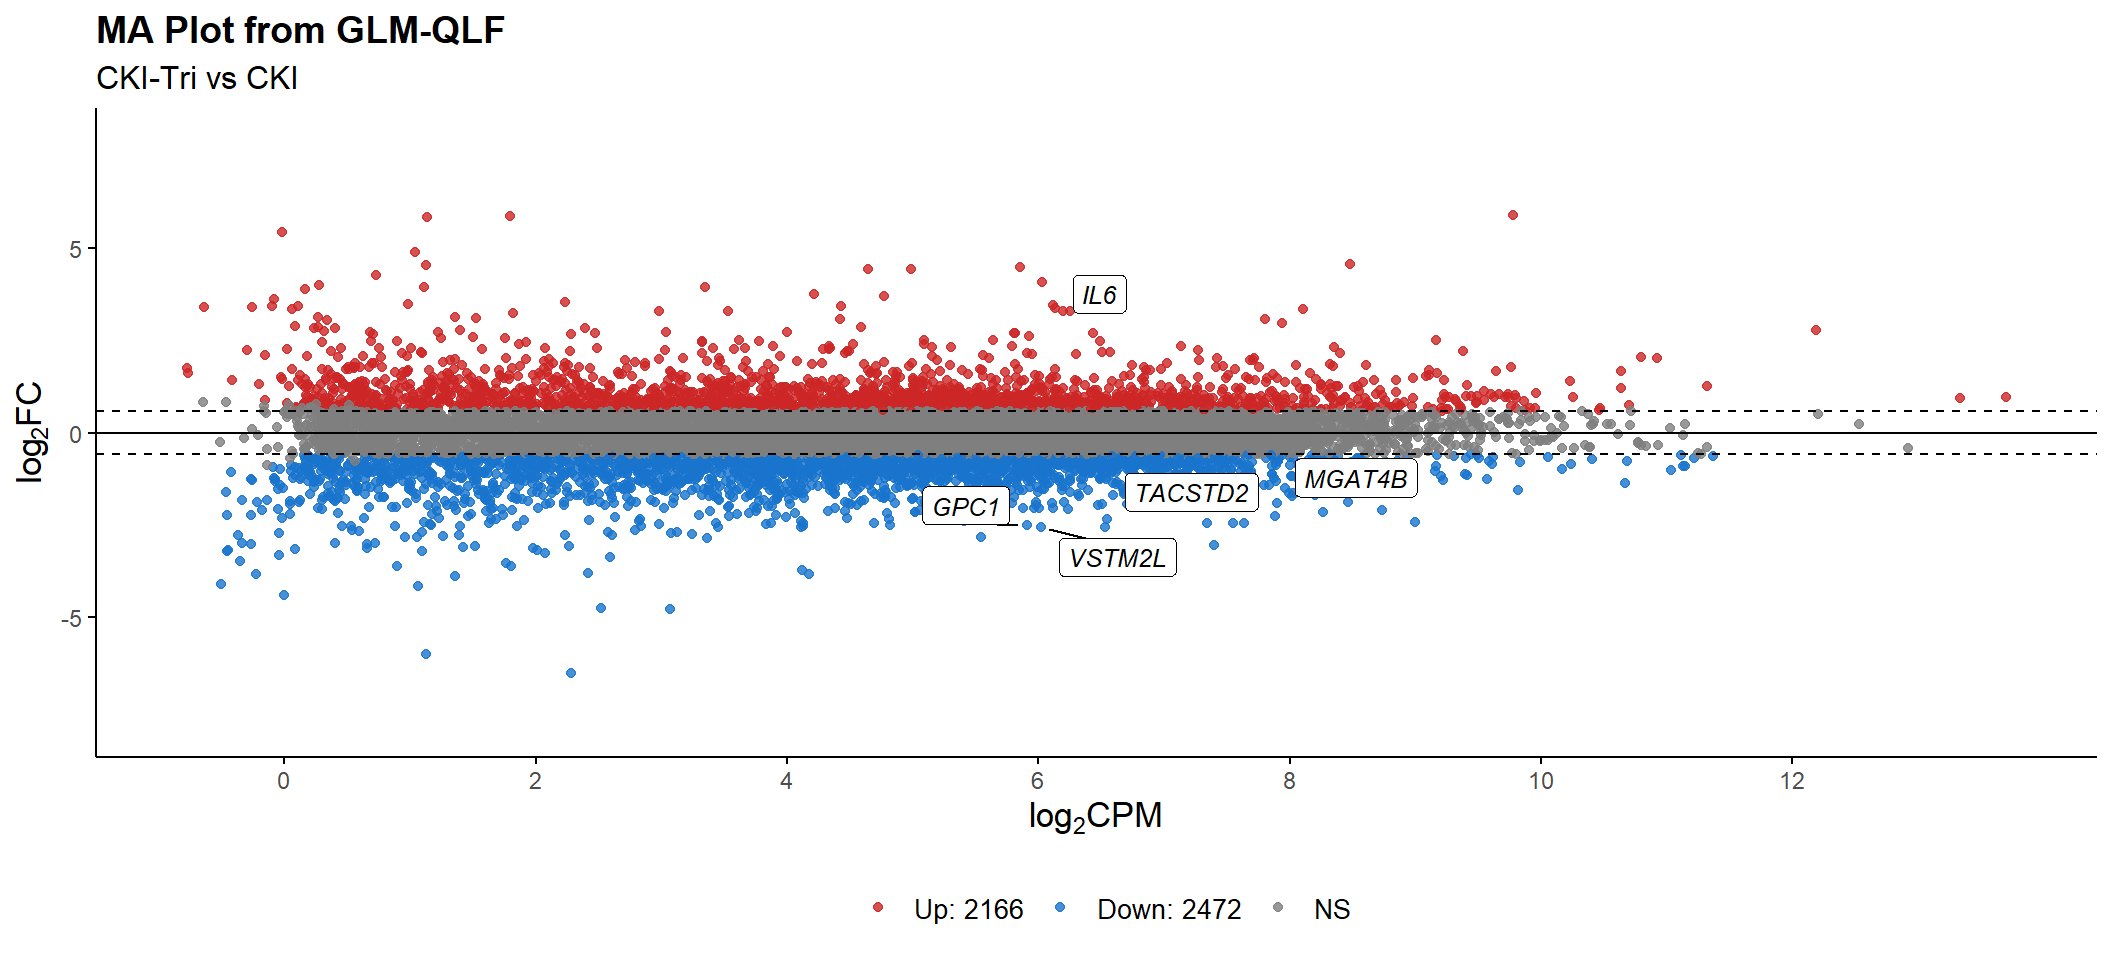 MA Plot from GLM-QLF
CKI-Tri vs CKI
log₂FC
5
0
-5
IL6
MGAT4B
TACSTD2
GPC1
VSTM2L
0 2 4 6 8 10 12
log₂CPM
Up: 2166 Down: 2472 NS